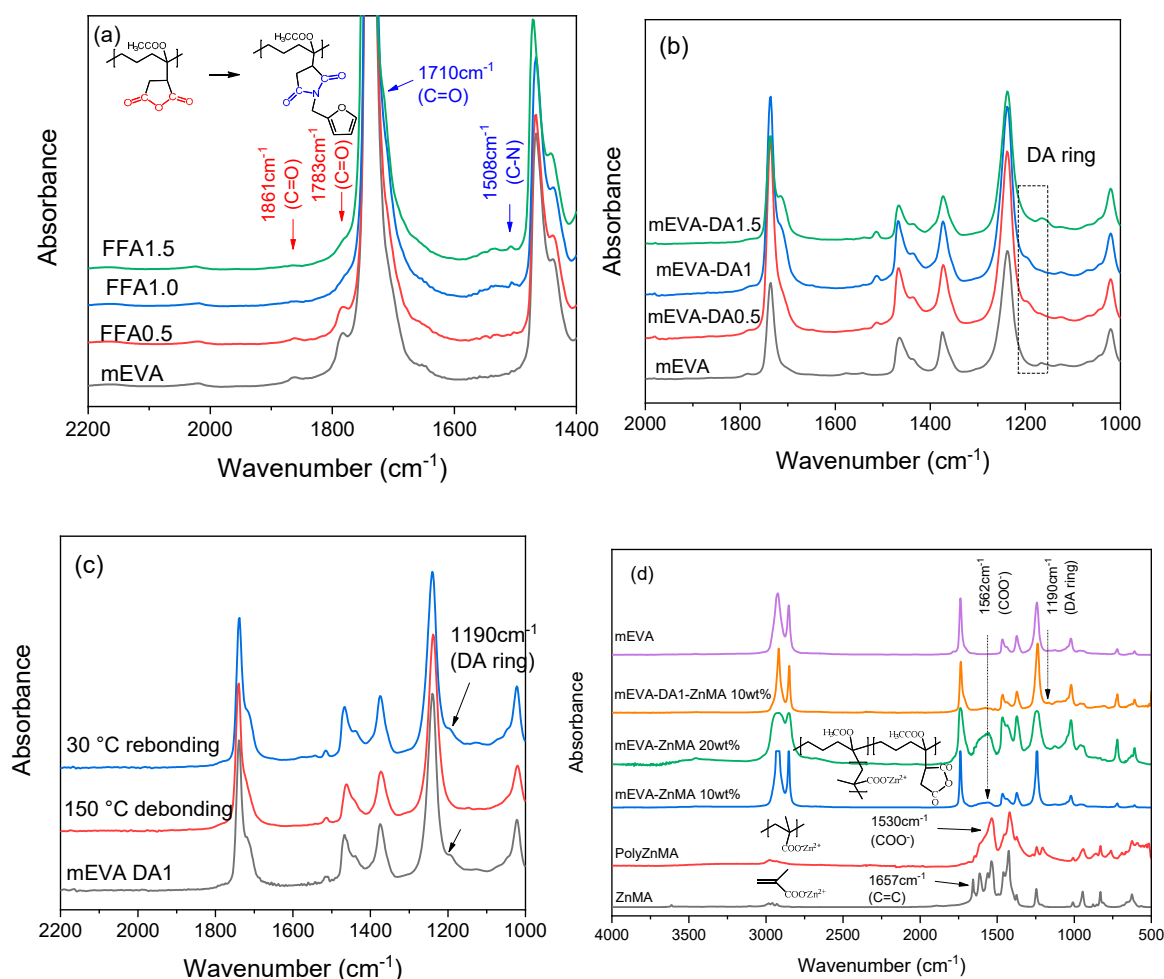 (a)
H₃CCOO
H₃CCOO
C
C
O
O
O
O
O
N
O
1710cm⁻¹
(C=O)
1861cm⁻¹
(C=O)
1783cm⁻¹
(C=O)
1508cm⁻¹
(C-N)
FFA1.5
FFA1.0
FFA0.5
mEVA
Absorbance
2200 2000 1800 1600 1400
Wavenumber (cm⁻¹)
(b)
DA ring
mEVA-DA1.5
mEVA-DA1
mEVA-DA0.5
mEVA
Absorbance
2000 1800 1600 1400 1200 1000
Wavenumber (cm⁻¹)
(c)
1190cm⁻¹
(DA ring)
30 °C rebonding
150 °C debonding
mEVA DA1
Absorbance
2200 2000 1800 1600 1400 1200 1000
Wavenumber (cm⁻¹)
(d)
1562cm⁻¹
(COO⁻)
1190cm⁻¹
(DA ring)
mEVA
mEVA-DA1-ZnMA 10wt%
mEVA-ZnMA 20wt%
H₃CCOO
H₃CCOO
COO⁻Zn²⁺
CO
O
C
O
mEVA-ZnMA 10wt%
COO⁻Zn²⁺
1530cm⁻¹
(COO⁻)
PolyZnMA
COO⁻Zn²⁺
1657cm⁻¹
(C=C)
ZnMA
Absorbance
4000 3500 3000 2500 2000 1500 1000 500
Wavenumber (cm⁻¹)